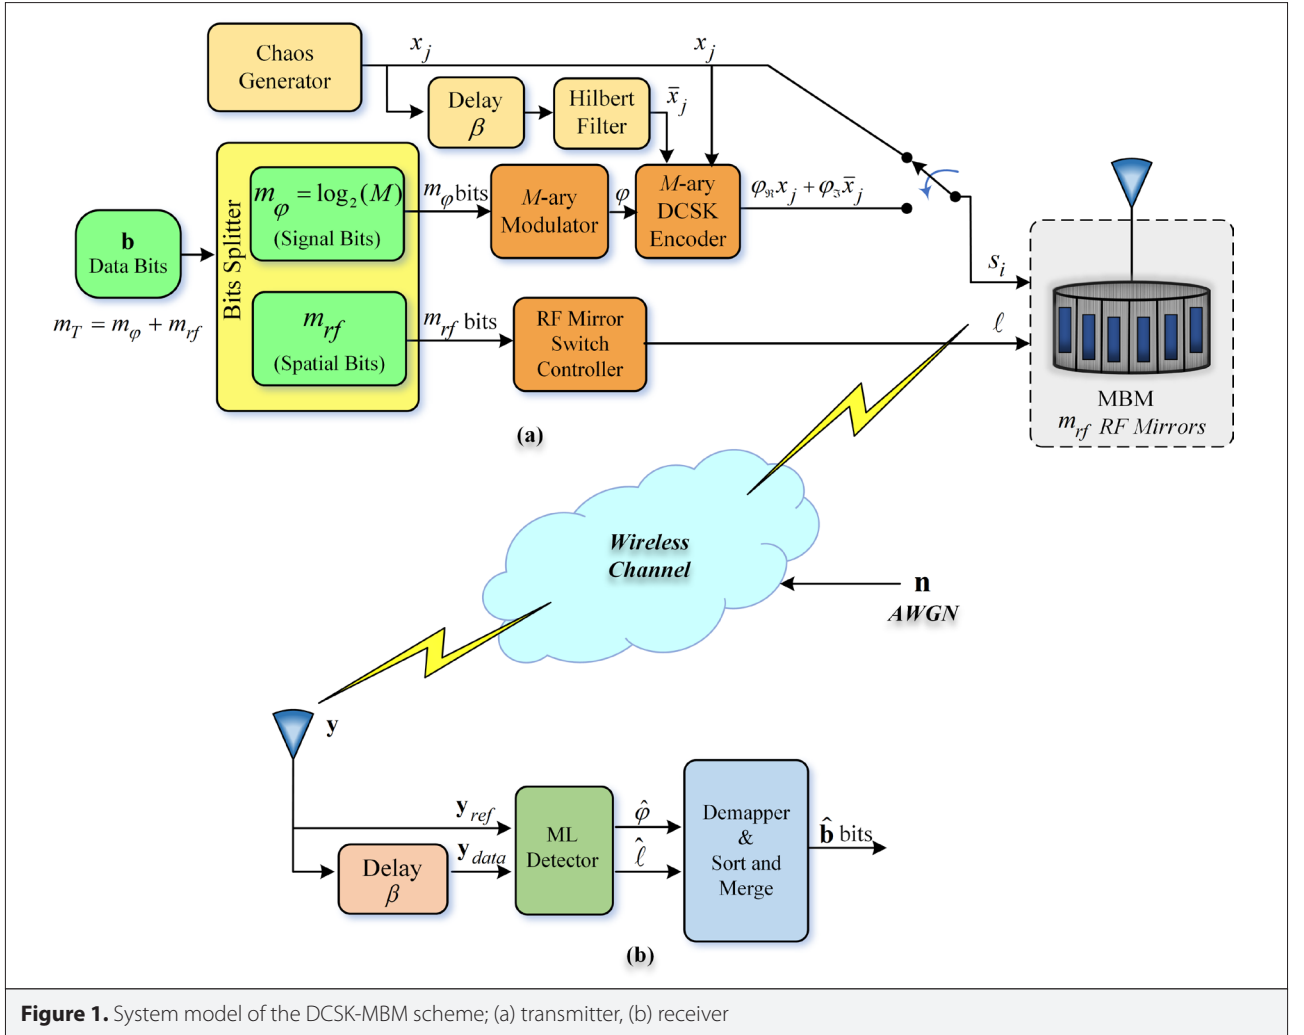 Chaos
Generator
x_j
x_j
Delay
β
Hilbert
Filter
x̄_j
Bits Splitter
m_φ = log₂(M)
(Signal Bits)
m_φ bits
M-ary
Modulator
φ
M-ary
DCSK
Encoder
φ_ℜ x_j + φ_ℑ x̄_j
b
Data Bits
m_T = m_φ + m_rf
m_rf
(Spatial Bits)
m_rf bits
RF Mirror
Switch
Controller
s_i
ℓ
MBM
m_rf RF Mirrors
(a)
Wireless
Channel
n
AWGN
y
y_ref
y_data
Delay
β
ML
Detector
φ̂
ℓ̂
Demapper
&
Sort and
Merge
b̂ bits
(b)
Figure 1. System model of the DCSK-MBM scheme; (a) transmitter, (b) receiver